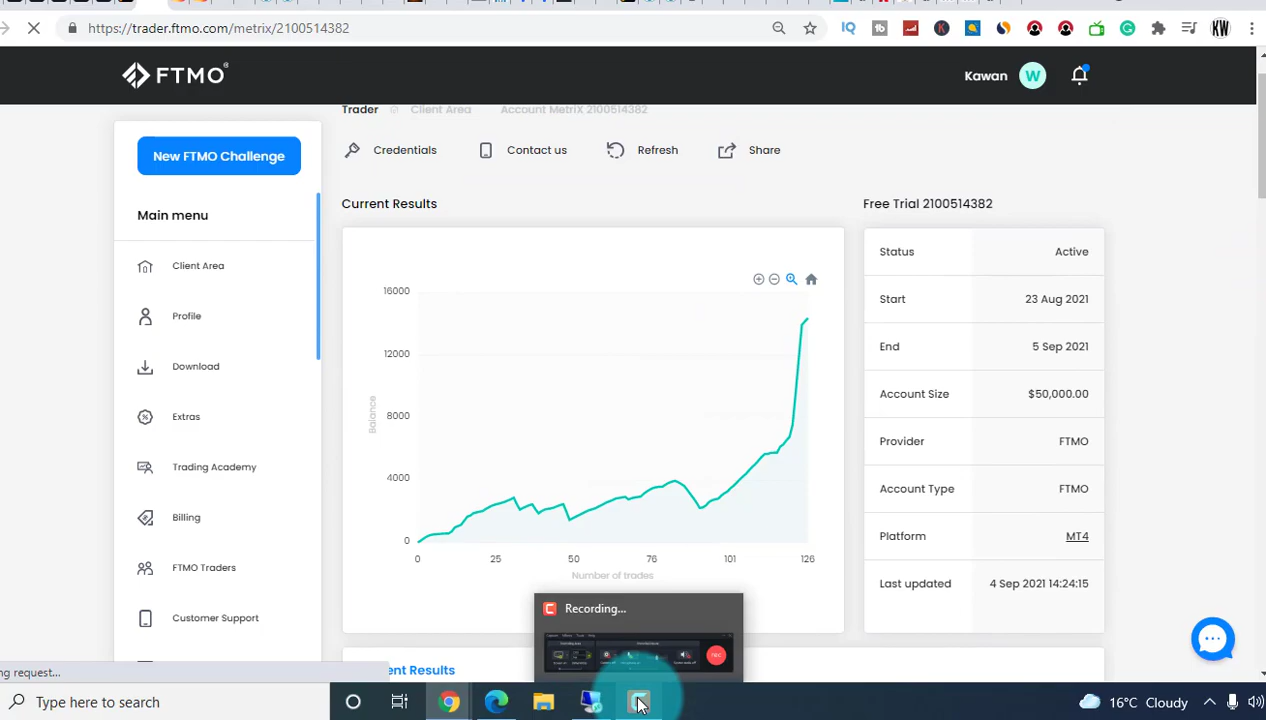 https://trader.ftmo.com/metrix/2100514382
KW
FTMO
Kawan
W
Trader
Client Area
Account MetriX 2100514382
New FTMO Challenge
Credentials
Contact us
Refresh
Share
Main menu
Client Area
Profile
Download
Extras
Trading Academy
Billing
FTMO Traders
Customer Support
Current Results
16000
12000
8000
4000
0
Balance
0
25
50
76
101
126
Number of trades
Free Trial 2100514382
Status Active
Start 23 Aug 2021
End 5 Sep 2021
Account Size $50,000.00
Provider FTMO
Account Type FTMO
Platform MT4
Last updated 4 Sep 2021 14:24:15
Recording...
rec
ent Results
ng request...
Type here to search
16°C Cloudy